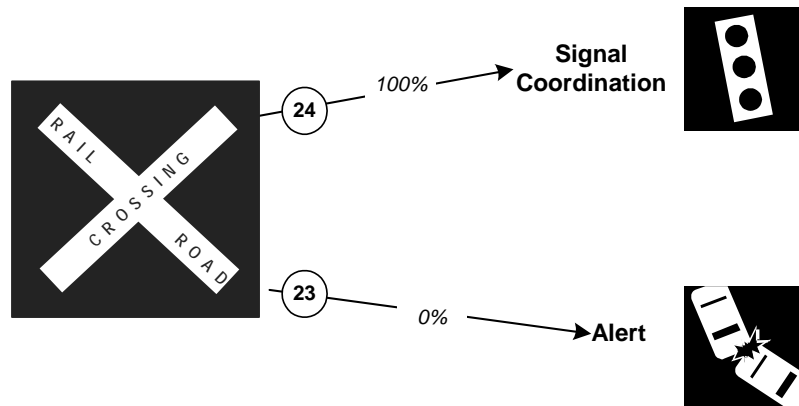 RAIL
ROAD
CROSSING
24
100%
Signal
Coordination
23
0%
Alert